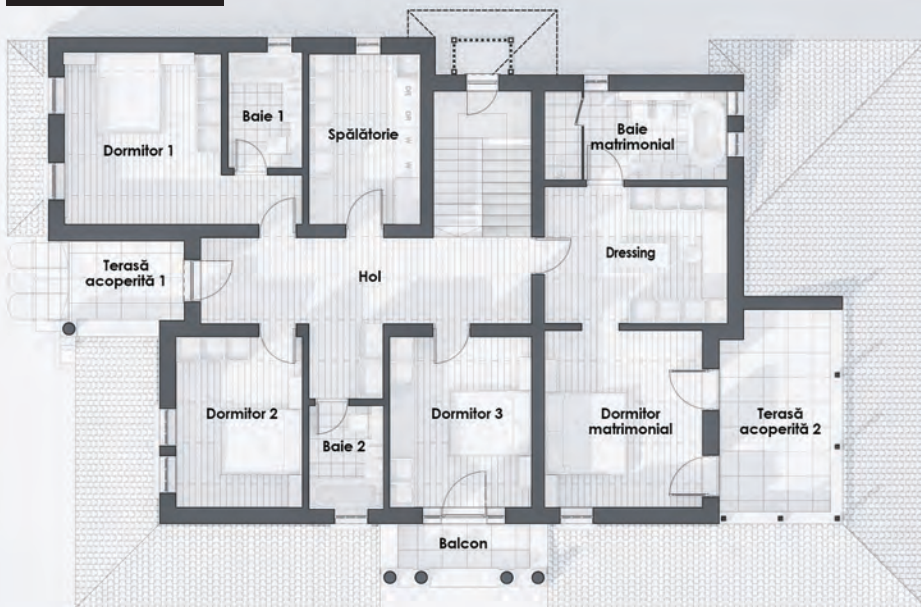 Dormitor 1
Baie 1
Spălătorie
Baie
matrimonial
Terasă
acoperită 1
Hol
Dressing
Dormitor 2
Baie 2
Dormitor 3
Dormitor
matrimonial
Terasă
acoperită 2
Balcon